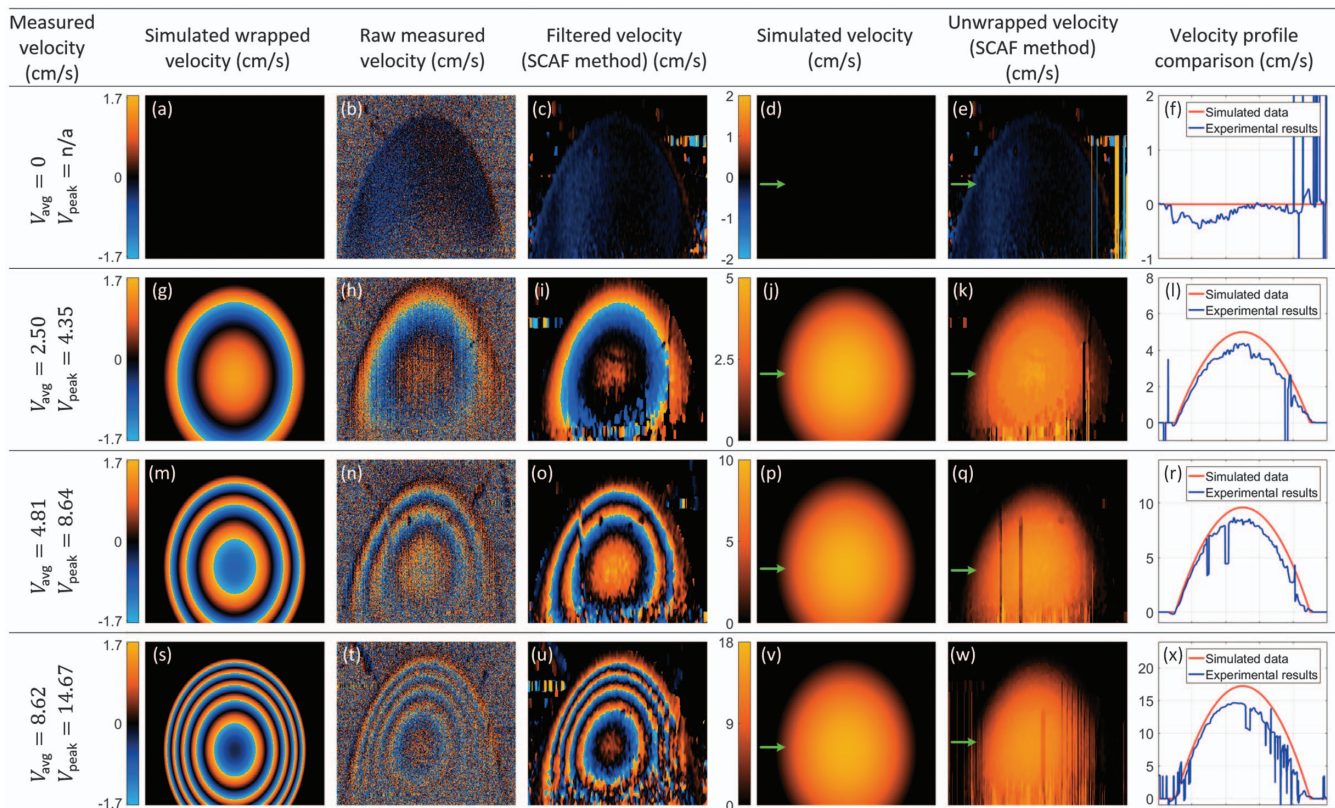 Measured velocity (cm/s)
Simulated wrapped velocity (cm/s)
Raw measured velocity (cm/s)
Filtered velocity (SCAF method) (cm/s)
Simulated velocity (cm/s)
Unwrapped velocity (SCAF method) (cm/s)
Velocity profile comparison (cm/s)
V_avg = 0
V_peak = n/a
1.7
0
-1.7
(a)
(b)
(c)
2
1
0
-1
-2
(d)
(e)
(f)
2
1
0
-1
Simulated data
Experimental results
V_avg = 2.50
V_peak = 4.35
1.7
0
-1.7
(g)
(h)
(i)
5
2.5
0
(j)
(k)
(l)
8
6
4
2
0
Simulated data
Experimental results
V_avg = 4.81
V_peak = 8.64
1.7
0
-1.7
(m)
(n)
(o)
10
5
0
(p)
(q)
(r)
10
5
0
Simulated data
Experimental results
V_avg = 8.62
V_peak = 14.67
1.7
0
-1.7
(s)
(t)
(u)
18
9
0
(v)
(w)
(x)
20
15
10
5
0
Simulated data
Experimental results